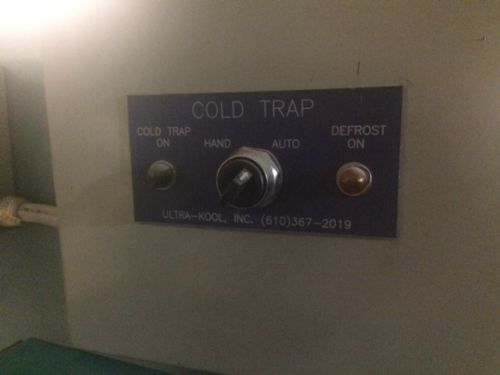 COLD TRAP
COLD TRAP
ON
HAND
AUTO
DEFROST
ON
ULTRA-KOOL, INC. (610)367-2019